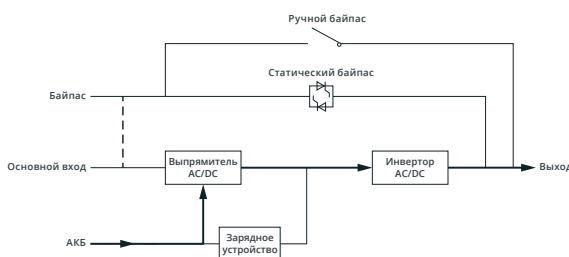 Ручной байпас
Статический байпас
Байпас
Основной вход
Выпрямитель
AC/DC
Инвертор
AC/DC
Выход
АКБ
Зарядное
устройство